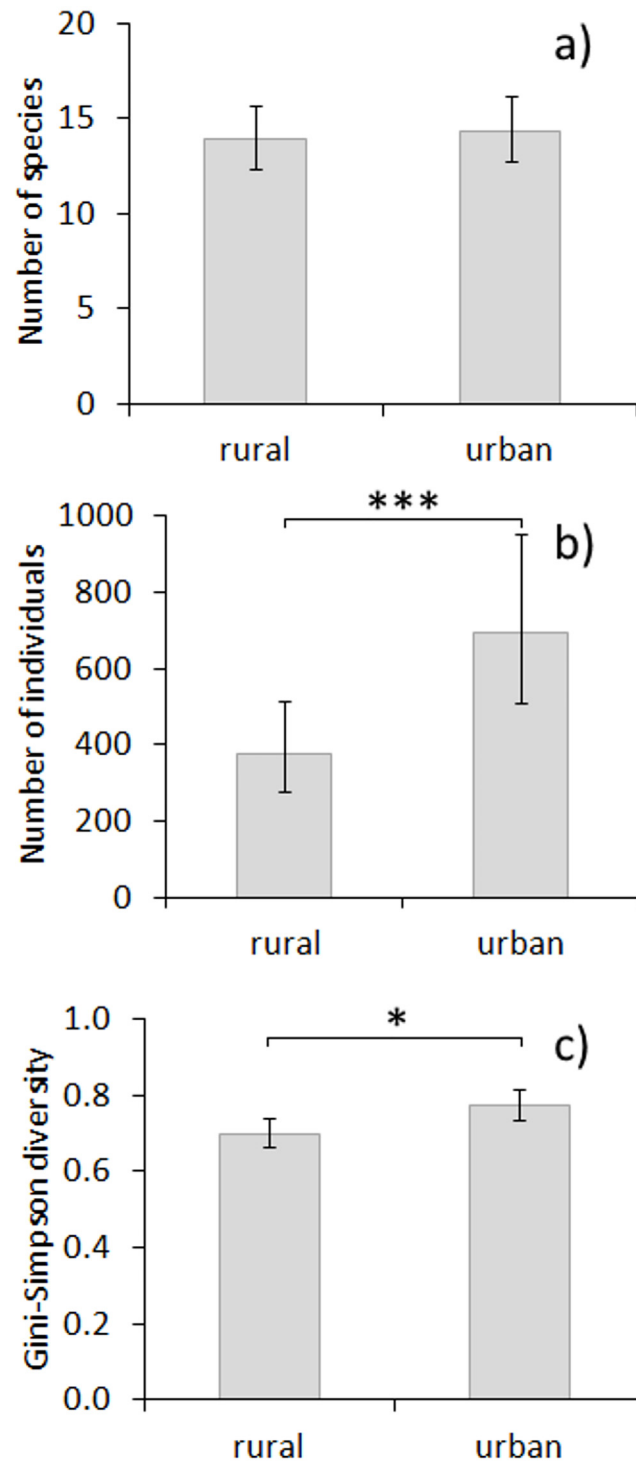 a)
Number of species
20
15
10
5
0
rural urban
***
b)
Number of individuals
1000
800
600
400
200
0
rural urban
*
c)
Gini-Simpson diversity
1.0
0.8
0.6
0.4
0.2
0.0
rural urban